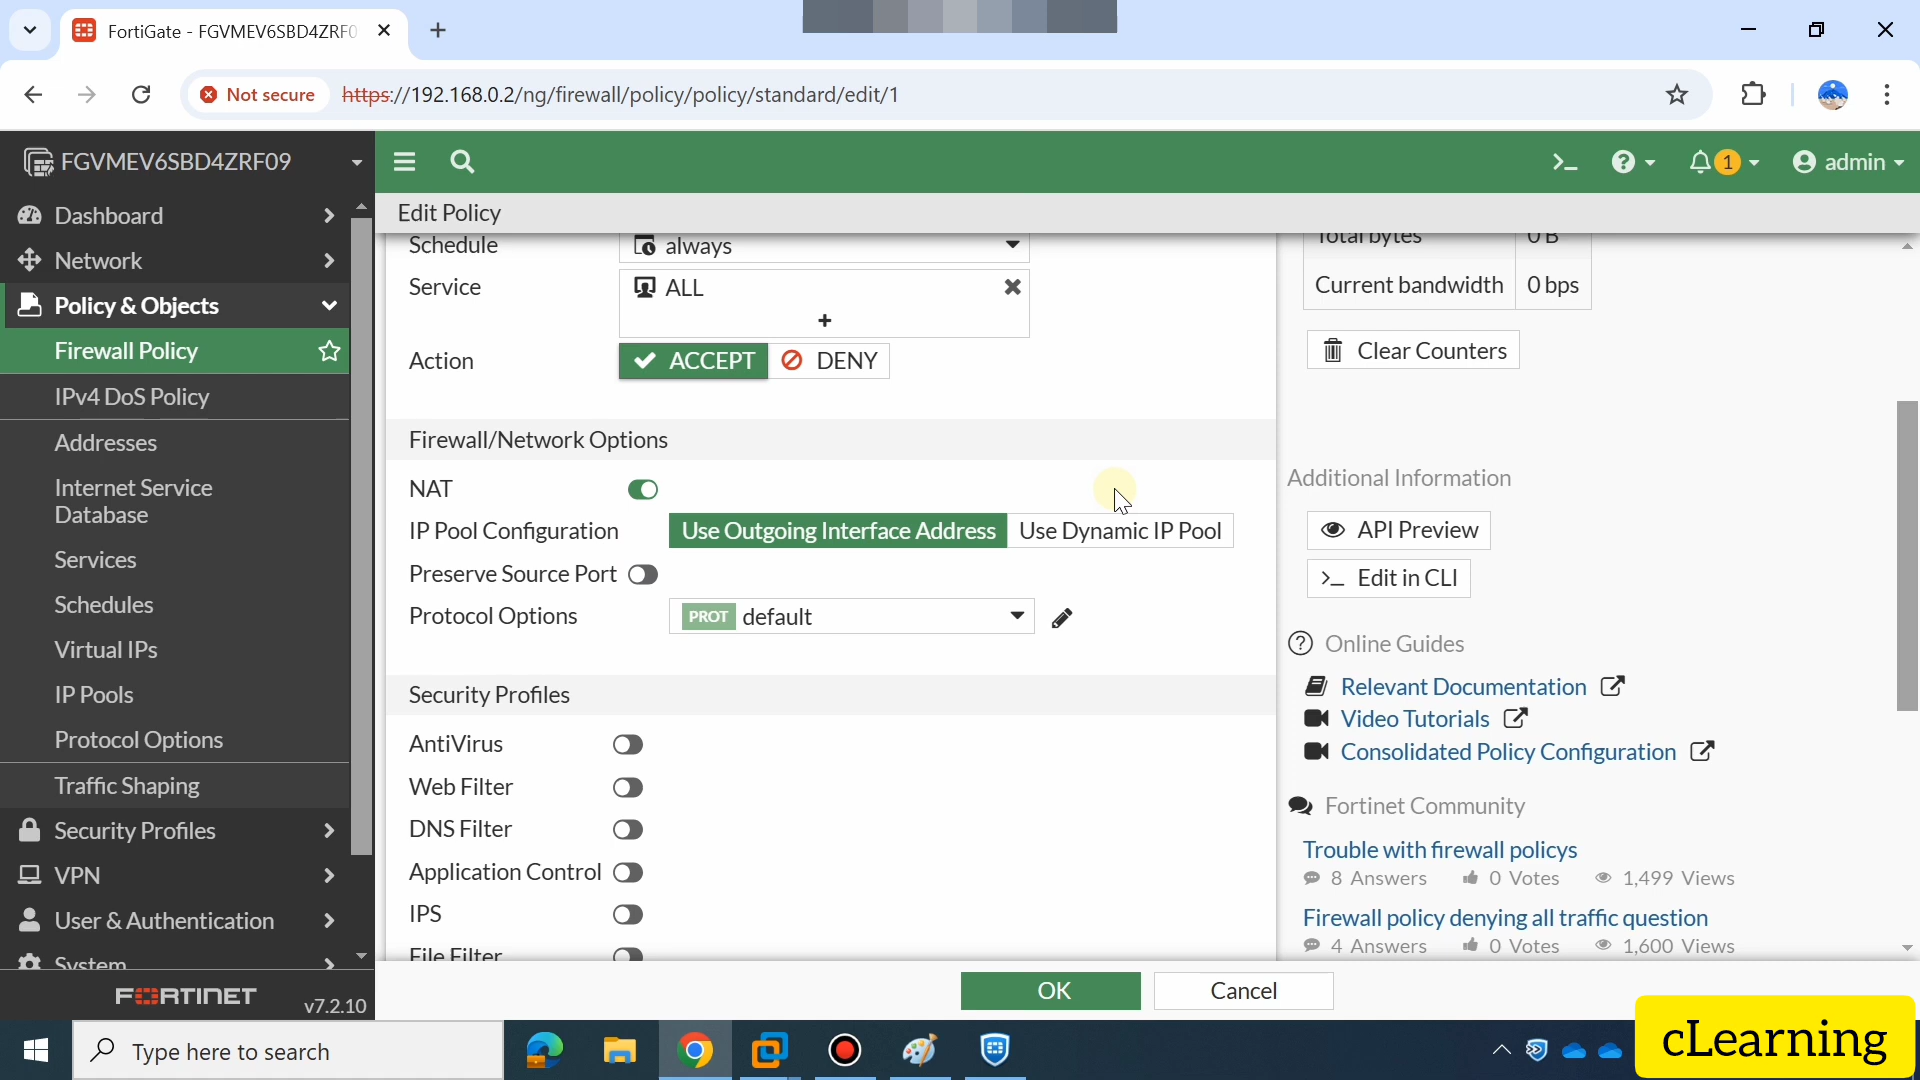 FortiGate - FGVMEV6SBD4ZRF0
Not secure
https://192.168.0.2/ng/firewall/policy/policy/standard/edit/1
FGVMEV6SBD4ZRF09
1
admin
Dashboard
Network
Policy & Objects
Firewall Policy
IPv4 DoS Policy
Addresses
Internet Service
Database
Services
Schedules
Virtual IPs
IP Pools
Protocol Options
Traffic Shaping
Security Profiles
VPN
User & Authentication
System
FORTINET
v7.2.10
Edit Policy
Schedule
always
Service
ALL
+
Action
ACCEPT
DENY
Firewall/Network Options
NAT
IP Pool Configuration
Use Outgoing Interface Address
Use Dynamic IP Pool
Preserve Source Port
Protocol Options
PROT default
Security Profiles
AntiVirus
Web Filter
DNS Filter
Application Control
IPS
File Filter
OK
Cancel
Total bytes
0 B
Current bandwidth
0 bps
Clear Counters
Additional Information
API Preview
>_ Edit in CLI
Online Guides
Relevant Documentation
Video Tutorials
Consolidated Policy Configuration
Fortinet Community
Trouble with firewall policys
8 Answers 0 Votes 1,499 Views
Firewall policy denying all traffic question
4 Answers 0 Votes 1,600 Views
Type here to search
cLearning